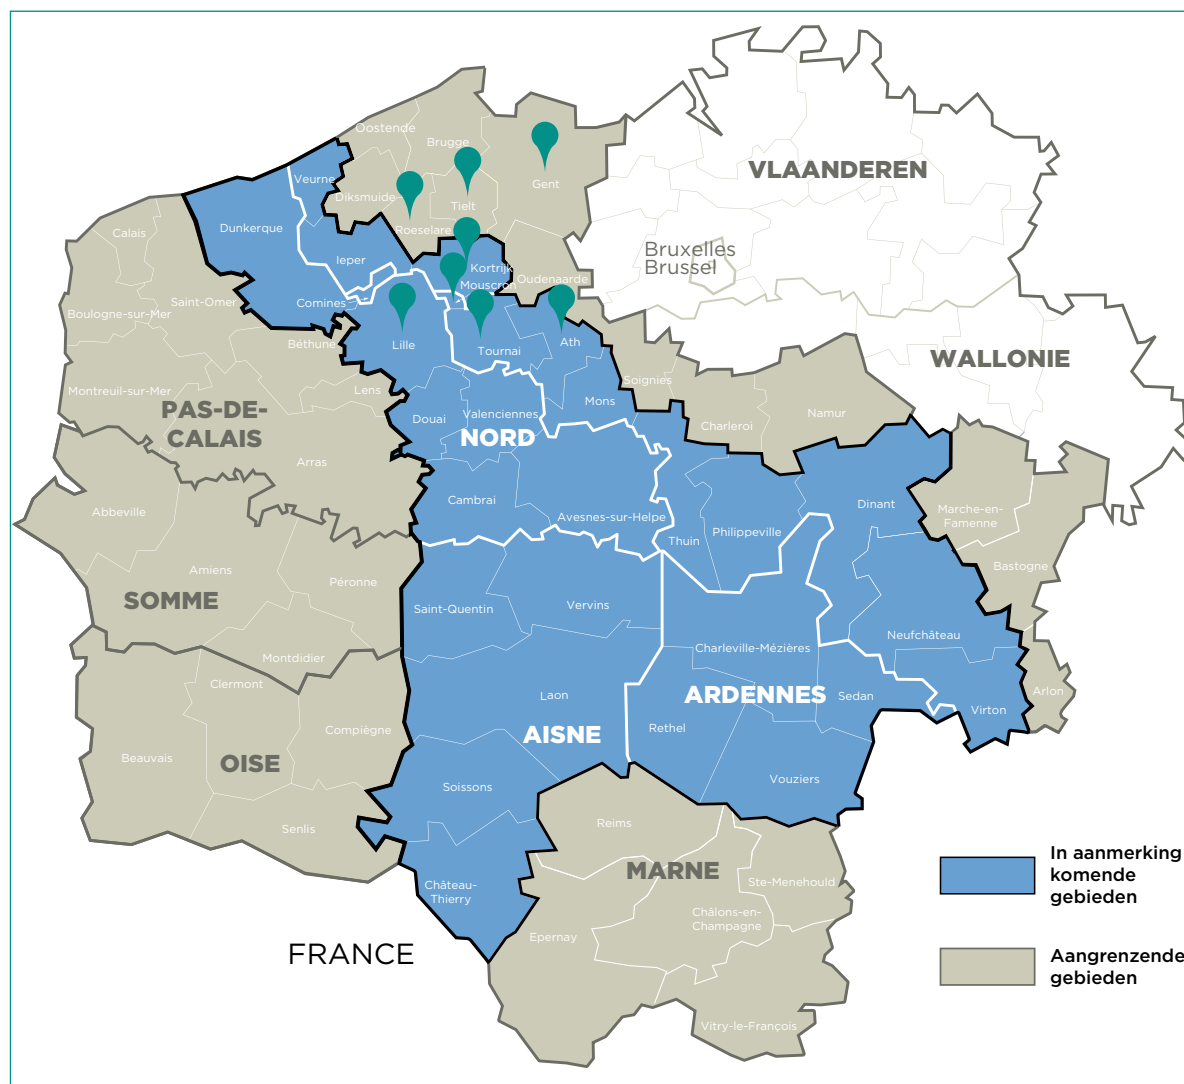 Oostende
Brugge
VLAANDEREN
Veurne
Diksmuide
Tielt
Gent
Calais
Dunkerque
Roeselare
Ieper
Kortrijk
Bruxelles
Brussel
Mouscron
Oudenaarde
Saint-Omer
Comines
Boulogne-sur-Mer
Béthune
Lille
Tournai
Ath
WALLONIE
Montreuil-sur-Mer
Lens
Soignies
PAS-DE-
CALAIS
Douai
Valenciennes
Mons
Charleroi
Namur
NORD
Arras
Cambrai
Abbeville
Avesnes-sur-Helpe
Thuin
Philippeville
Dinant
Marche-en-
Famenne
Amiens
Péronne
Bastogne
SOMME
Saint-Quentin
Vervins
Neufchâteau
Montdidier
Charleville-Mézières
Clermont
Laon
ARDENNES
Sedan
Arlon
Virton
Compiègne
Rethel
AISNE
Beauvais
OISE
Soissons
Vouziers
Senlis
Reims
In aanmerking
komende
gebieden
MARNE
Ste-Menehould
Château-
Thierry
Châlons-en-
Champagne
Epernay
FRANCE
Aangrenzende
gebieden
Vitry-le-François